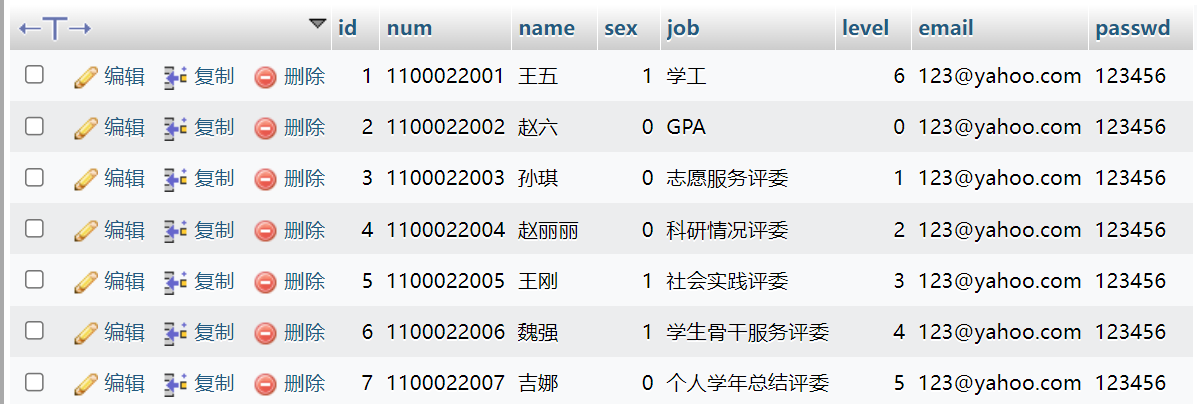 ←T→ id num name sex job level email passwd
编辑 复制 删除 1 1100022001 王五 1 学工 6 123@yahoo.com 123456
编辑 复制 删除 2 1100022002 赵六 0 GPA 0 123@yahoo.com 123456
编辑 复制 删除 3 1100022003 孙琪 0 志愿服务评委 1 123@yahoo.com 123456
编辑 复制 删除 4 1100022004 赵丽丽 0 科研情况评委 2 123@yahoo.com 123456
编辑 复制 删除 5 1100022005 王刚 1 社会实践评委 3 123@yahoo.com 123456
编辑 复制 删除 6 1100022006 魏强 1 学生骨干服务评委 4 123@yahoo.com 123456
编辑 复制 删除 7 1100022007 吉娜 0 个人学年总结评委 5 123@yahoo.com 123456